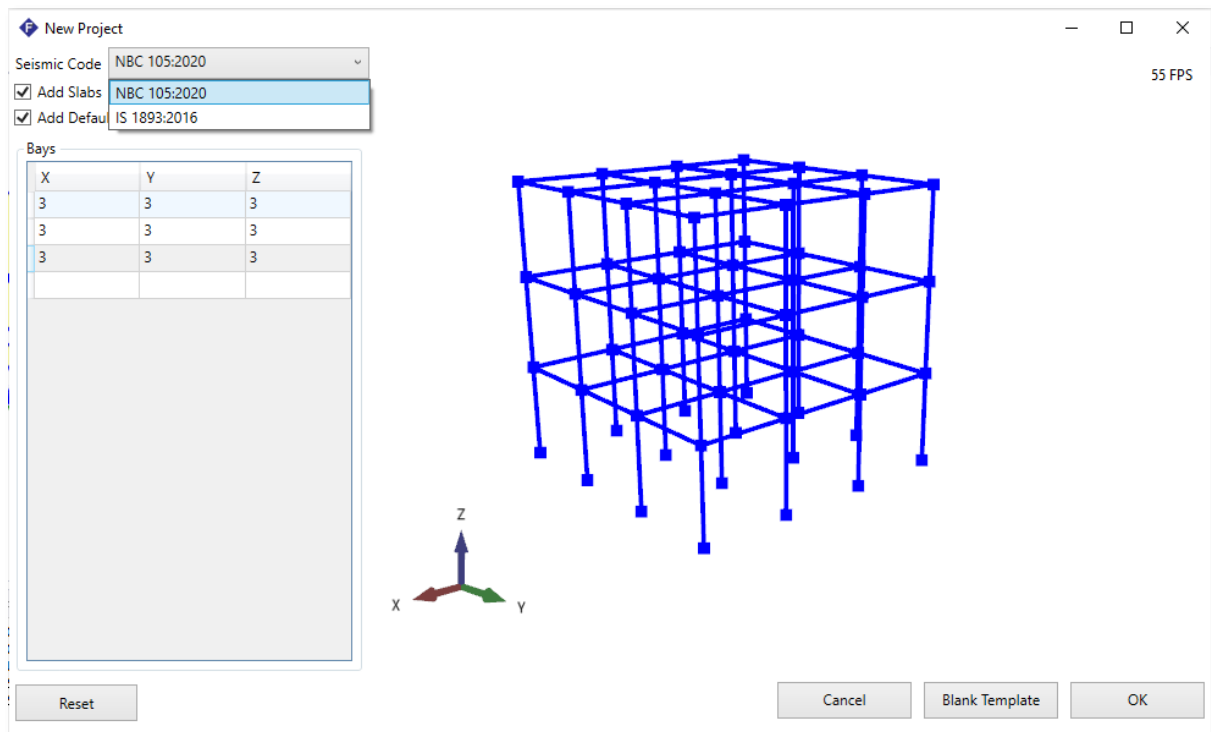 New Project
Seismic Code NBC 105:2020
55 FPS
Add Slabs NBC 105:2020
Add Defaul IS 1893:2016
Bays
X Y Z
3 3 3
3 3 3
3 3 3
Z
X Y
Reset Cancel Blank Template OK